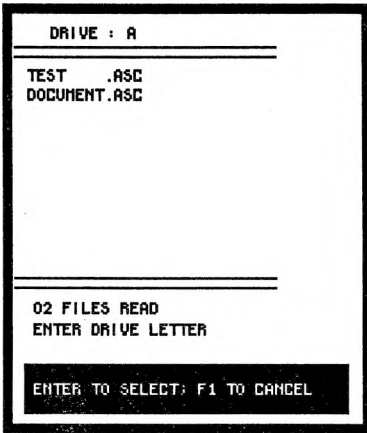 DRIVE : A
TEST    .ASC
DOCUMENT.ASC
02 FILES READ
ENTER DRIVE LETTER
ENTER TO SELECT; F1 TO CANCEL